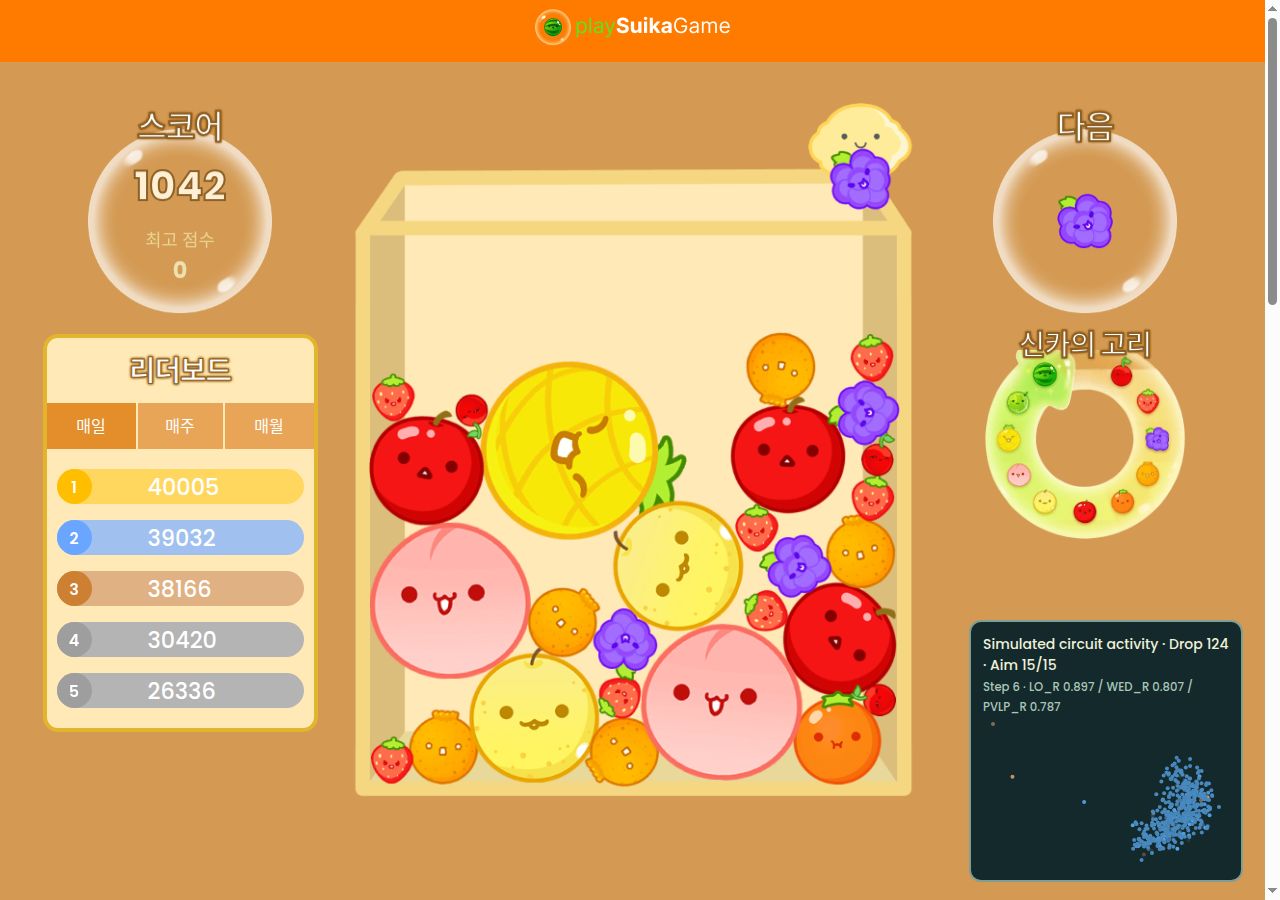 playSuikaGame
스코어
1042
최고 점수
0
다음
리더보드
매일
매주
매월
1
40005
2
39032
3
38166
4
30420
5
26336
신카의 고리
Simulated circuit activity · Drop 124
· Aim 15/15
Step 6 · LO_R 0.897 / WED_R 0.807 /
PVLP_R 0.787